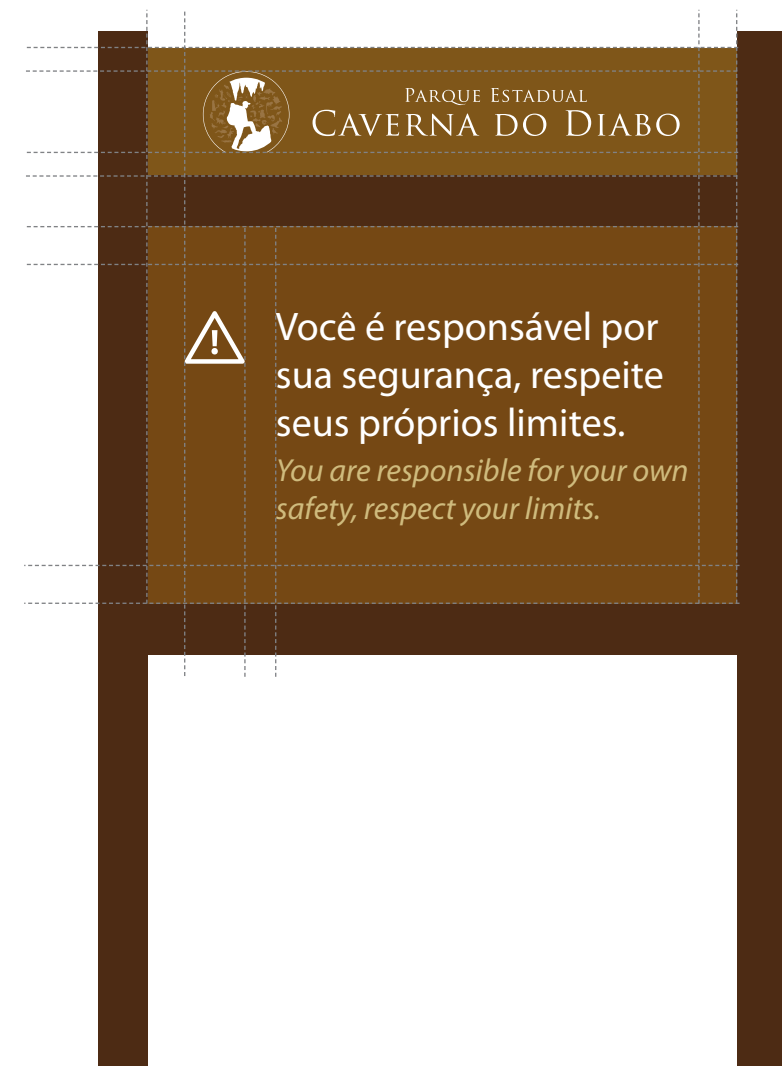 Parque Estadual
Caverna do Diabo
Você é responsável por
sua segurança, respeite
seus próprios limites.
You are responsible for your own
safety, respect your limits.